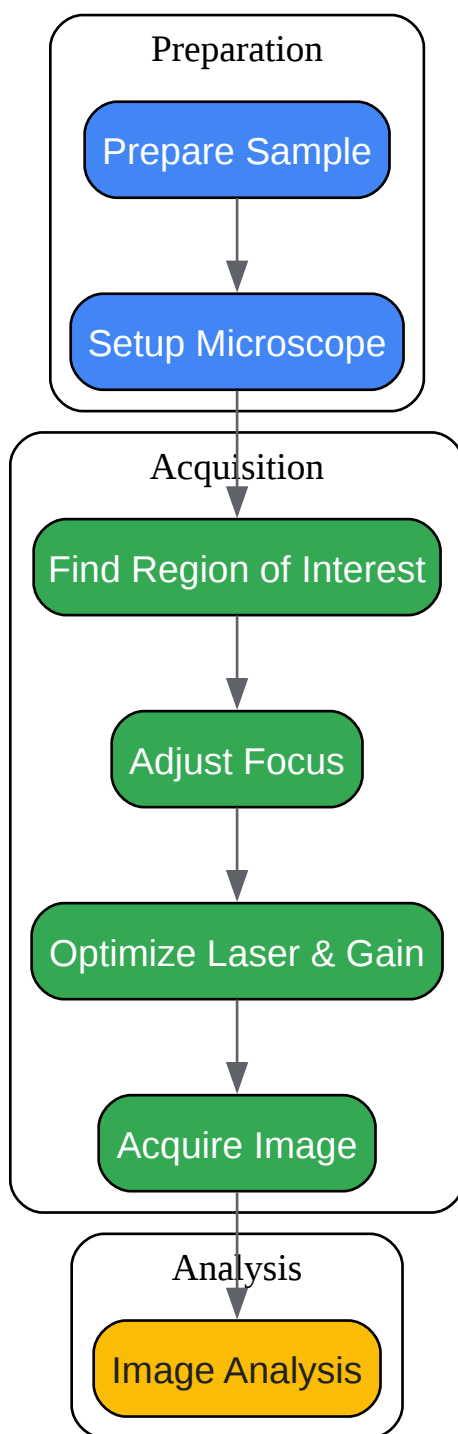 Preparation
Prepare Sample
Setup Microscope
Acquisition
Find Region of Interest
Adjust Focus
Optimize Laser & Gain
Acquire Image
Analysis
Image Analysis